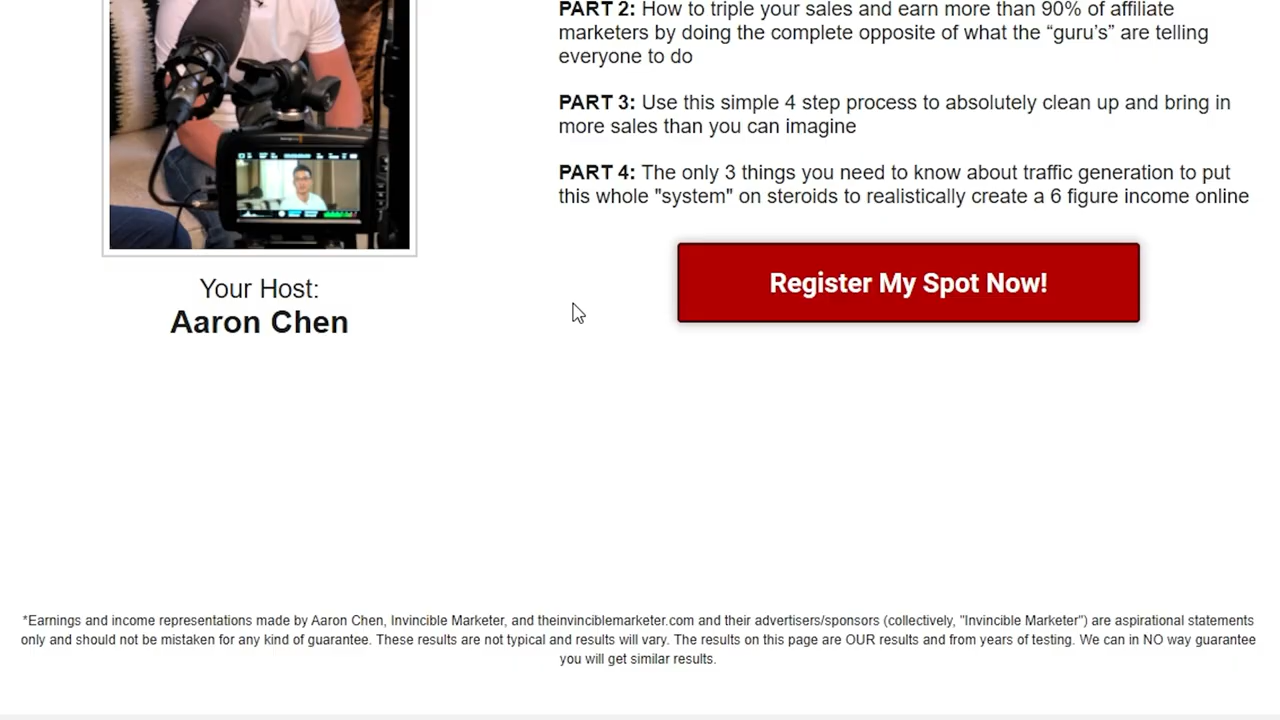 PART 2: How to triple your sales and earn more than 90% of affiliate
marketers by doing the complete opposite of what the “guru’s” are telling
everyone to do
PART 3: Use this simple 4 step process to absolutely clean up and bring in
more sales than you can imagine
PART 4: The only 3 things you need to know about traffic generation to put
this whole "system" on steroids to realistically create a 6 figure income online
Register My Spot Now!
Your Host:
Aaron Chen
*Earnings and income representations made by Aaron Chen, Invincible Marketer, and theinvinciblemarketer.com and their advertisers/sponsors (collectively, "Invincible Marketer") are aspirational statements
only and should not be mistaken for any kind of guarantee. These results are not typical and results will vary. The results on this page are OUR results and from years of testing. We can in NO way guarantee
you will get similar results.